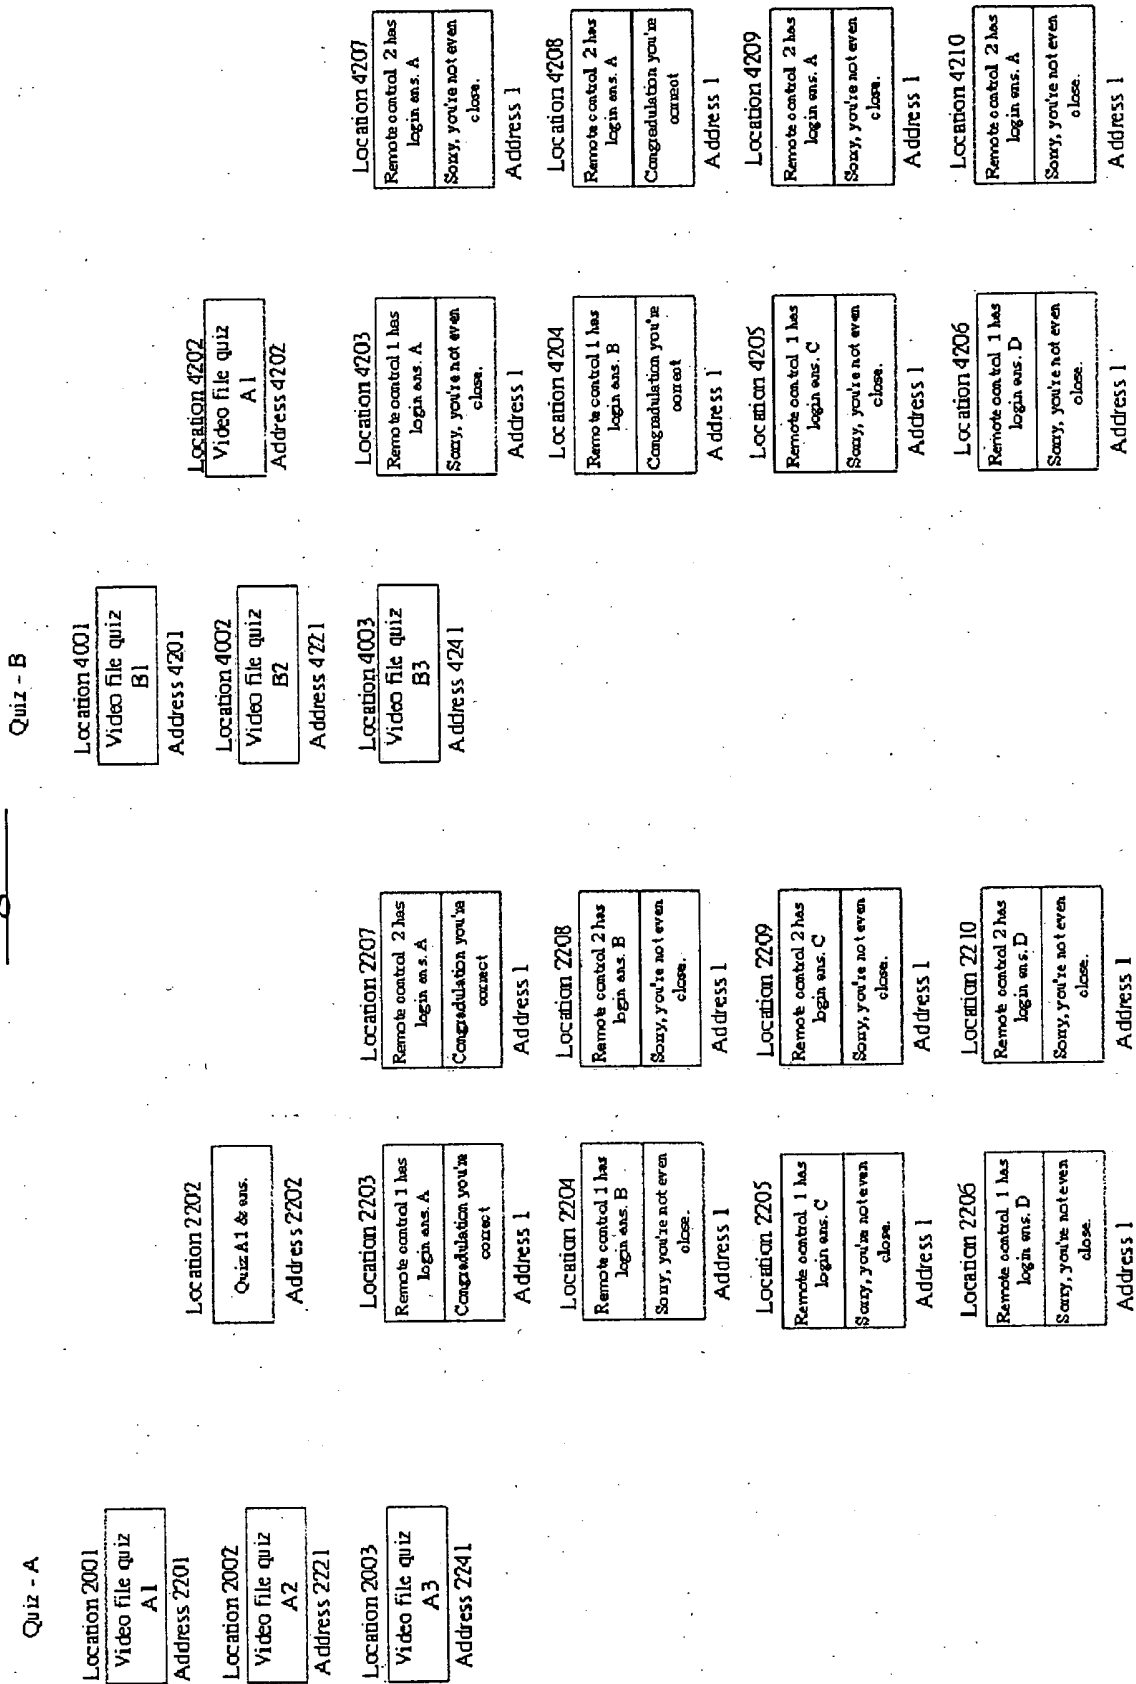 Quiz - A
Location 2001
Video file quiz
A1
Address 2201
Location 2002
Video file quiz
A2
Address 2221
Location 2003
Video file quiz
A3
Address 2241
Location 2202
Quiz A1 & ans.
Address 2202
Location 2203
Remote control 1 has
login ans. A
Congradulation you're
correct
Address 1
Location 2204
Remote control 1 has
login ans. B
Sorry, you're not even
close.
Address 1
Location 2205
Remote control 1 has
login ans. C
Sorry, you're not even
close.
Address 1
Location 2206
Remote control 1 has
login ans. D
Sorry, you're not even
close.
Address 1
Location 2207
Remote control 2 has
login ans. A
Congradulation you're
correct
Address 1
Location 2208
Remote control 2 has
login ans. B
Sorry, you're not even
close.
Address 1
Location 2209
Remote control 2 has
login ans. C
Sorry, you're not even
close.
Address 1
Location 2210
Remote control 2 has
login ans. D
Sorry, you're not even
close.
Address 1
Quiz - B
Location 4001
Video file quiz
B1
Address 4201
Location 4002
Video file quiz
B2
Address 4221
Location 4003
Video file quiz
B3
Address 4241
Location 4202
Video file quiz
A1
Address 4202
Location 4203
Remote control 1 has
login ans. A
Sorry, you're not even
close.
Address 1
Location 4204
Remote control 1 has
login ans. B
Congradulation you're
correct
Address 1
Location 4205
Remote control 1 has
login ans. C
Sorry, you're not even
close.
Address 1
Location 4206
Remote control 1 has
login ans. D
Sorry, you're not even
close.
Address 1
Location 4207
Remote control 2 has
login ans. A
Sorry, you're not even
close.
Address 1
Location 4208
Remote control 2 has
login ans. A
Congredulation you're
correct
Address 1
Location 4209
Remote control 2 has
login ans. A
Sorry, you're not even
close.
Address 1
Location 4210
Remote control 2 has
login ans. A
Sorry, you're not even
close.
Address 1